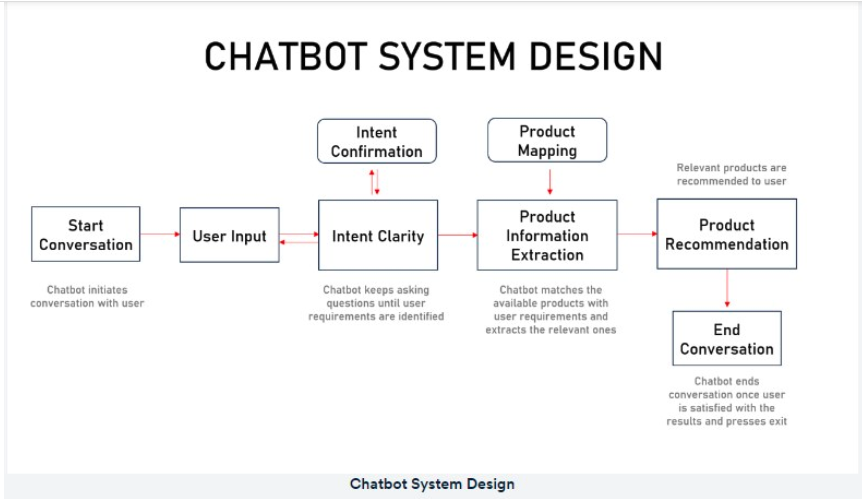 CHATBOT SYSTEM DESIGN
Intent
Confirmation
Product
Mapping
Relevant products are
recommended to user
Start
Conversation
User Input
Intent Clarity
Product
Information
Extraction
Product
Recommendation
Chatbot initiates
conversation with user
Chatbot keeps asking
questions until user
requirements are identified
Chatbot matches the
available products with
user requirements and
extracts the relevant ones
End
Conversation
Chatbot ends
conversation once user
is satisfied with the
results and presses exit
Chatbot System Design